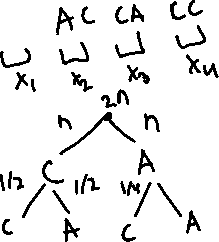 AC CA CC
x1 x2 x3 x4
2n
n n
C A
1/2 1/2 1/4
C A C A